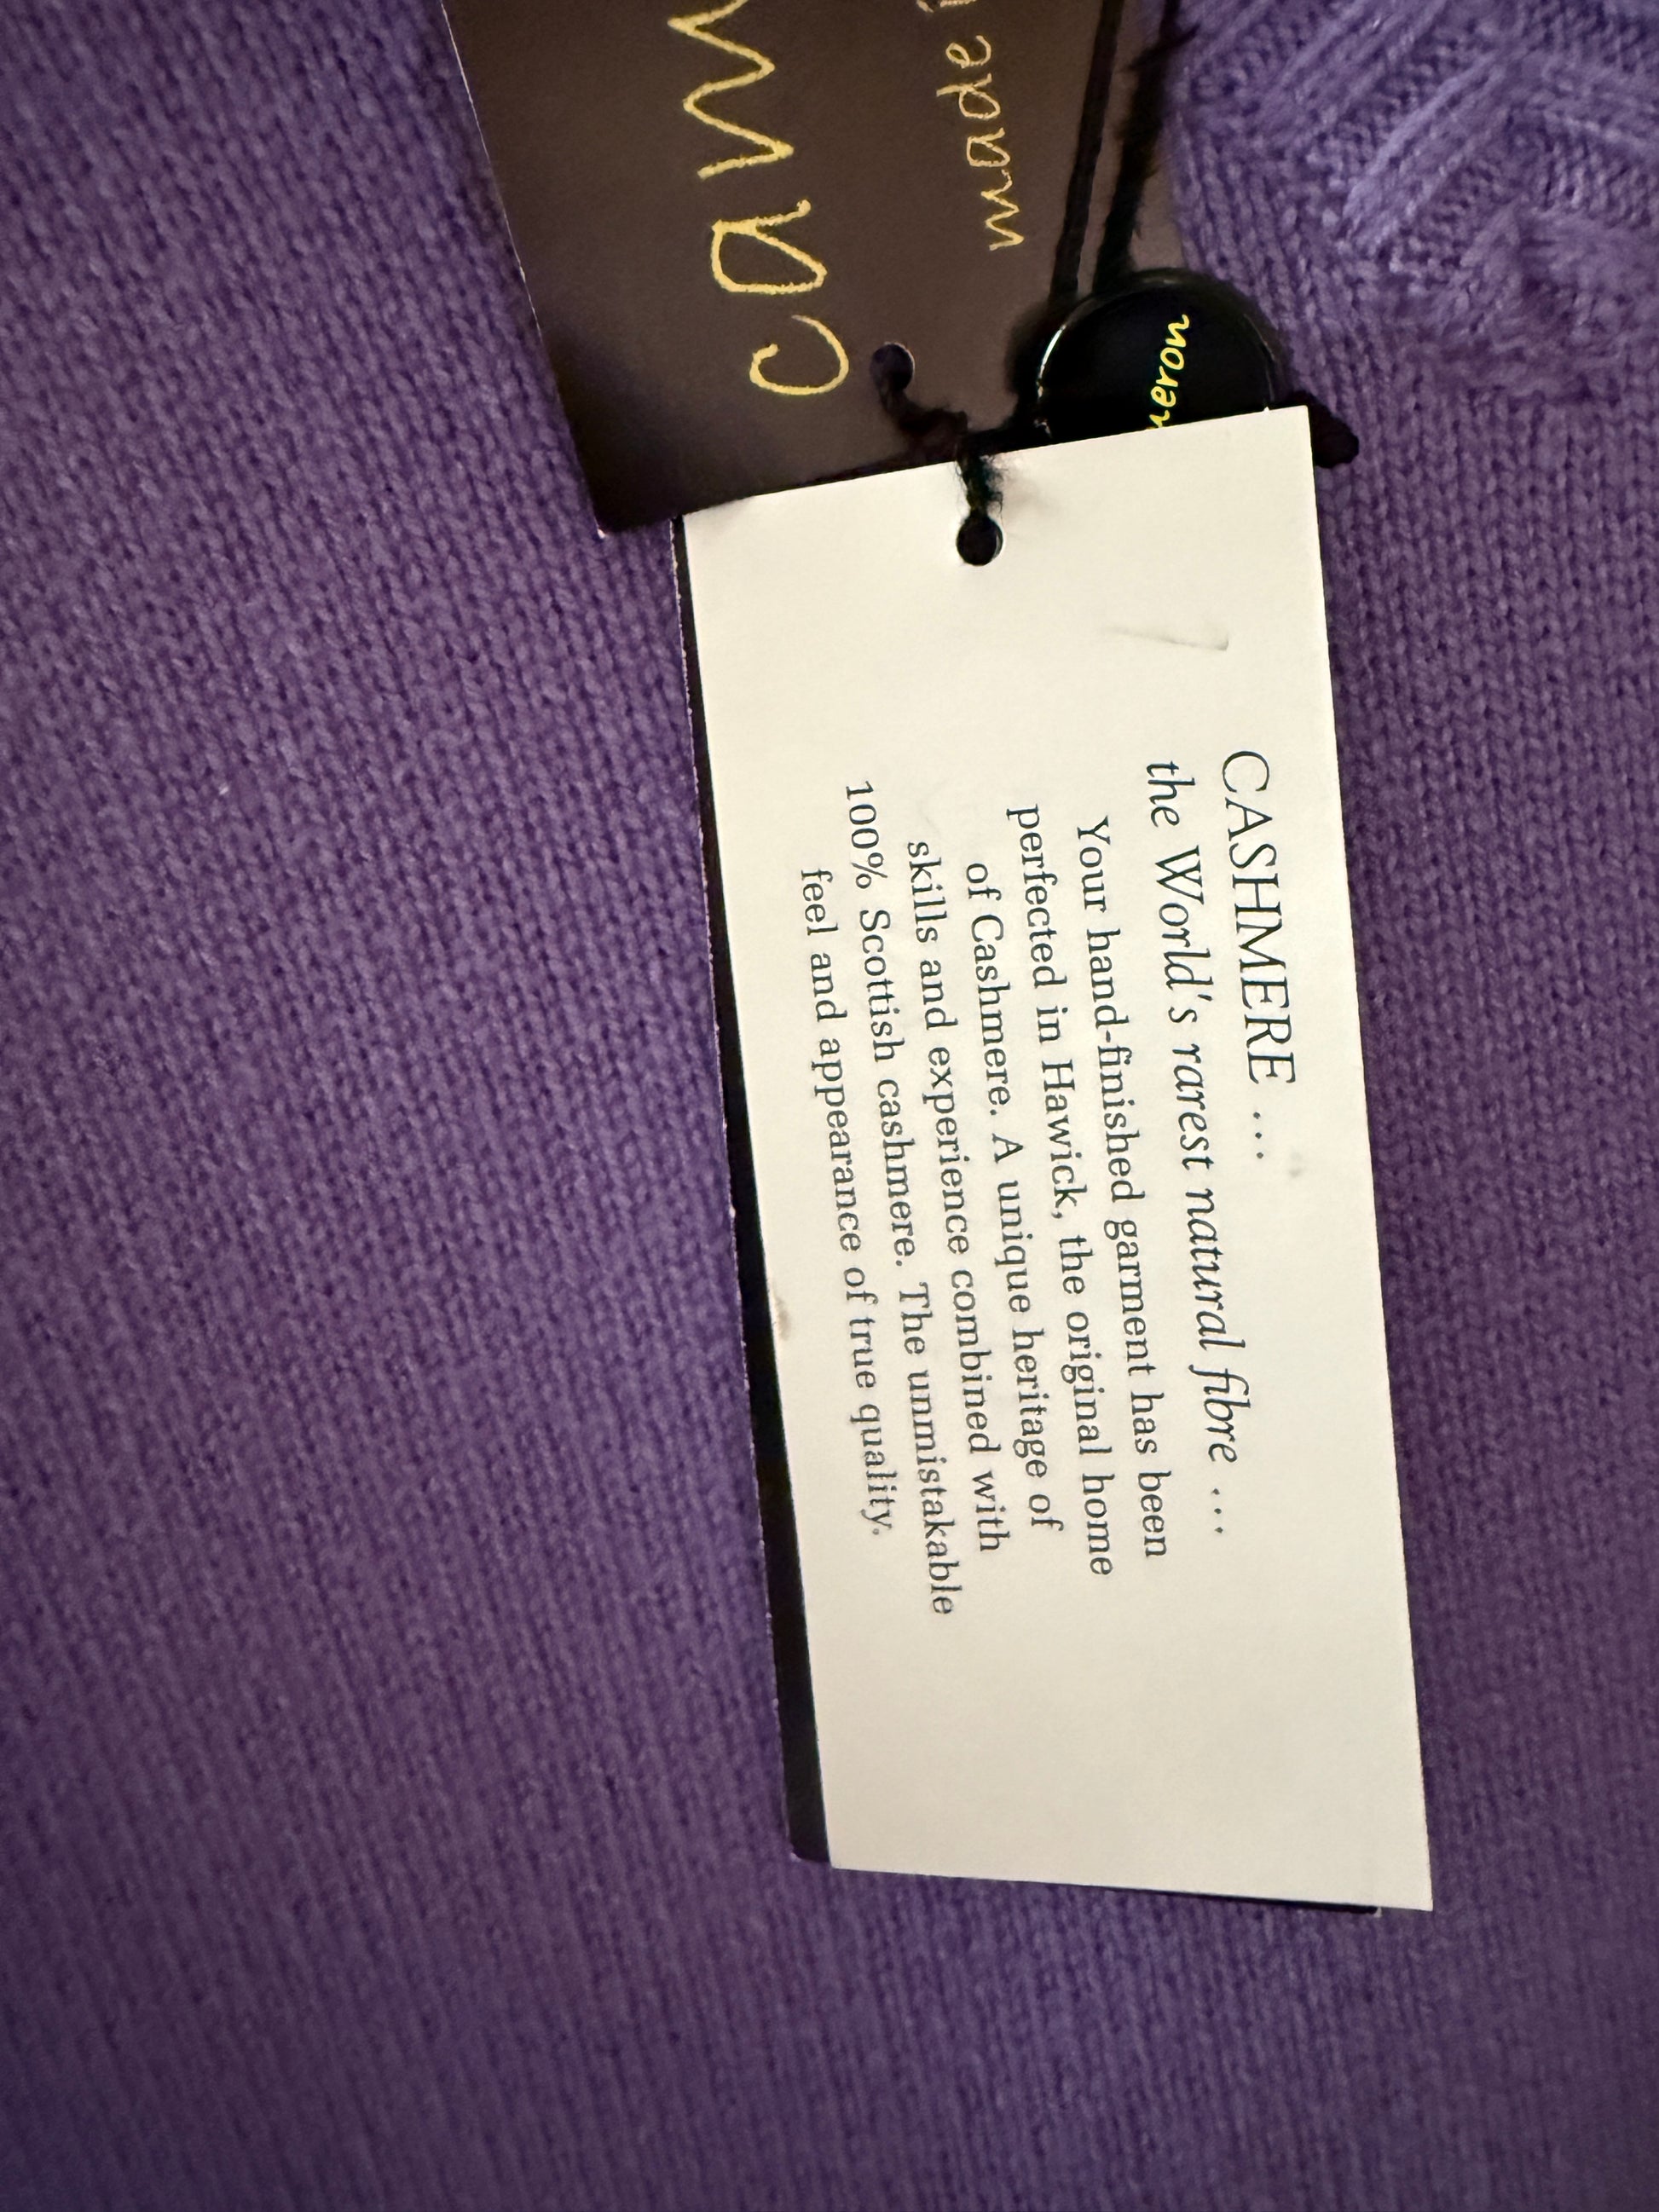 CASHMERE ...
the World's rarest natural fibre ...
Your hand-finished garment has been
perfected in Hawick, the original home
of Cashmere. A unique heritage of
skills and experience combined with
100% Scottish cashmere. The unmistakable
feel and appearance of true quality.
made